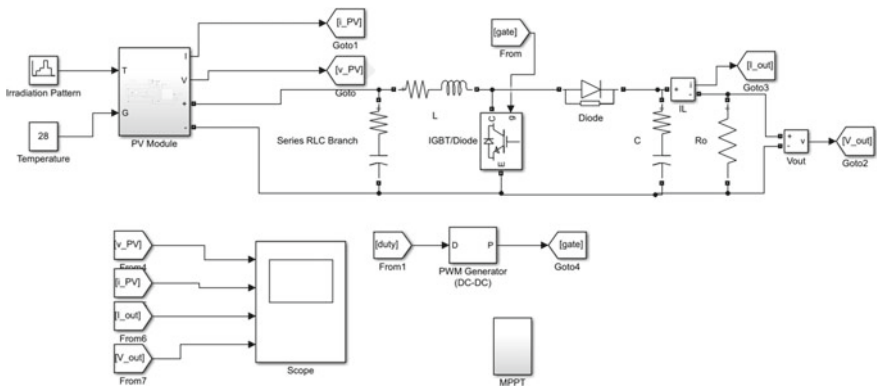 [i_PV]
Goto1
[gate]
From
[v_PV]
Goto
[I_out]
Goto3
Irradiation Pattern
T
I
V
G
+
-
PV Module
28
Temperature
Series RLC Branch
L
C
g
E
IGBT/Diode
Diode
+
i
-
IL
C
Ro
+
-
v
Vout
[V_out]
Goto2
[v_PV]
From4
[i_PV]
[I_out]
From6
[V_out]
From7
Scope
[duty]
From1
D
P
PWM Generator
(DC-DC)
[gate]
Goto4
MPPT